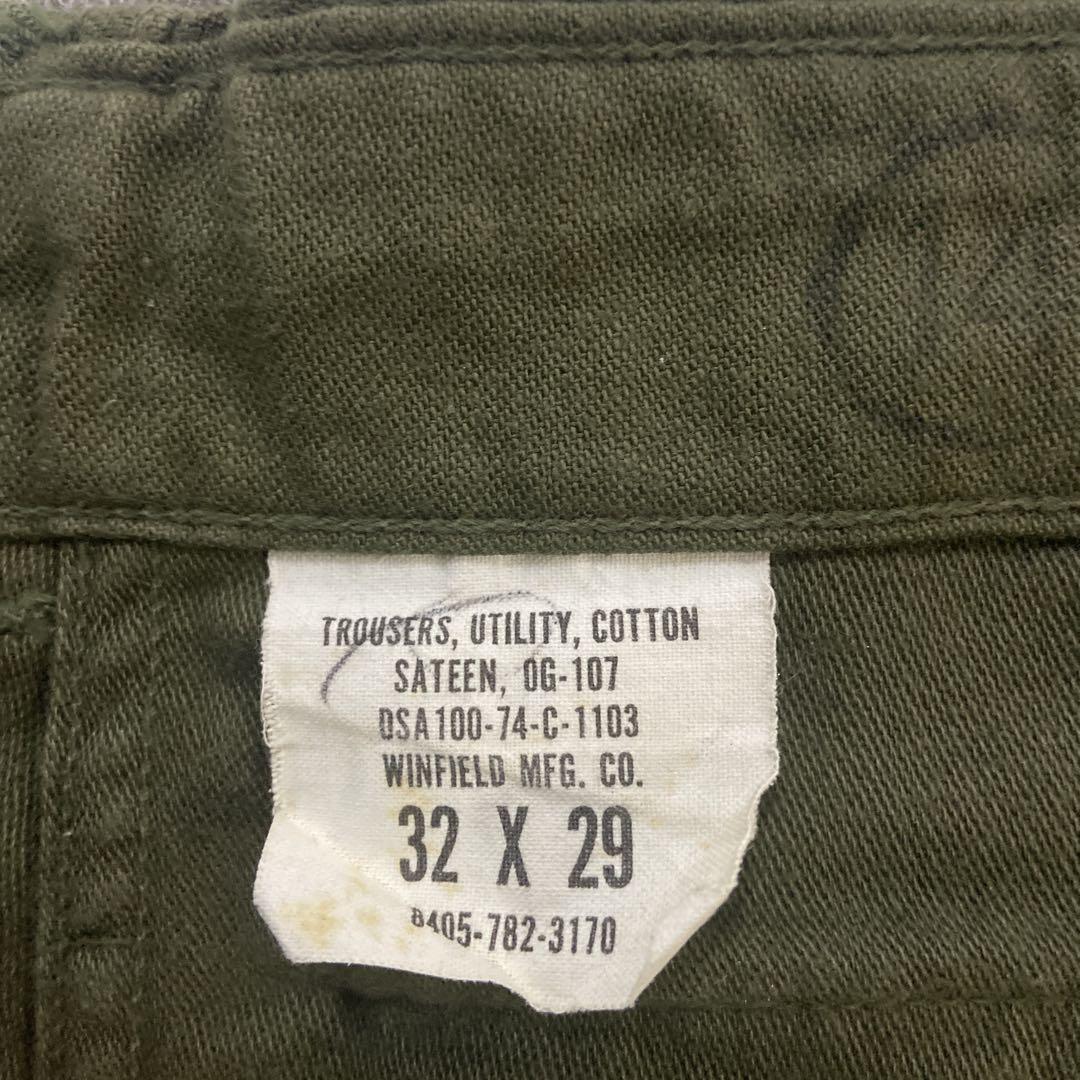 TROUSERS, UTILITY, COTTON
SATEEN, OG-107
DSA100-74-C-1103
WINFIELD MFG. CO.
32 X 29
8405-782-3170